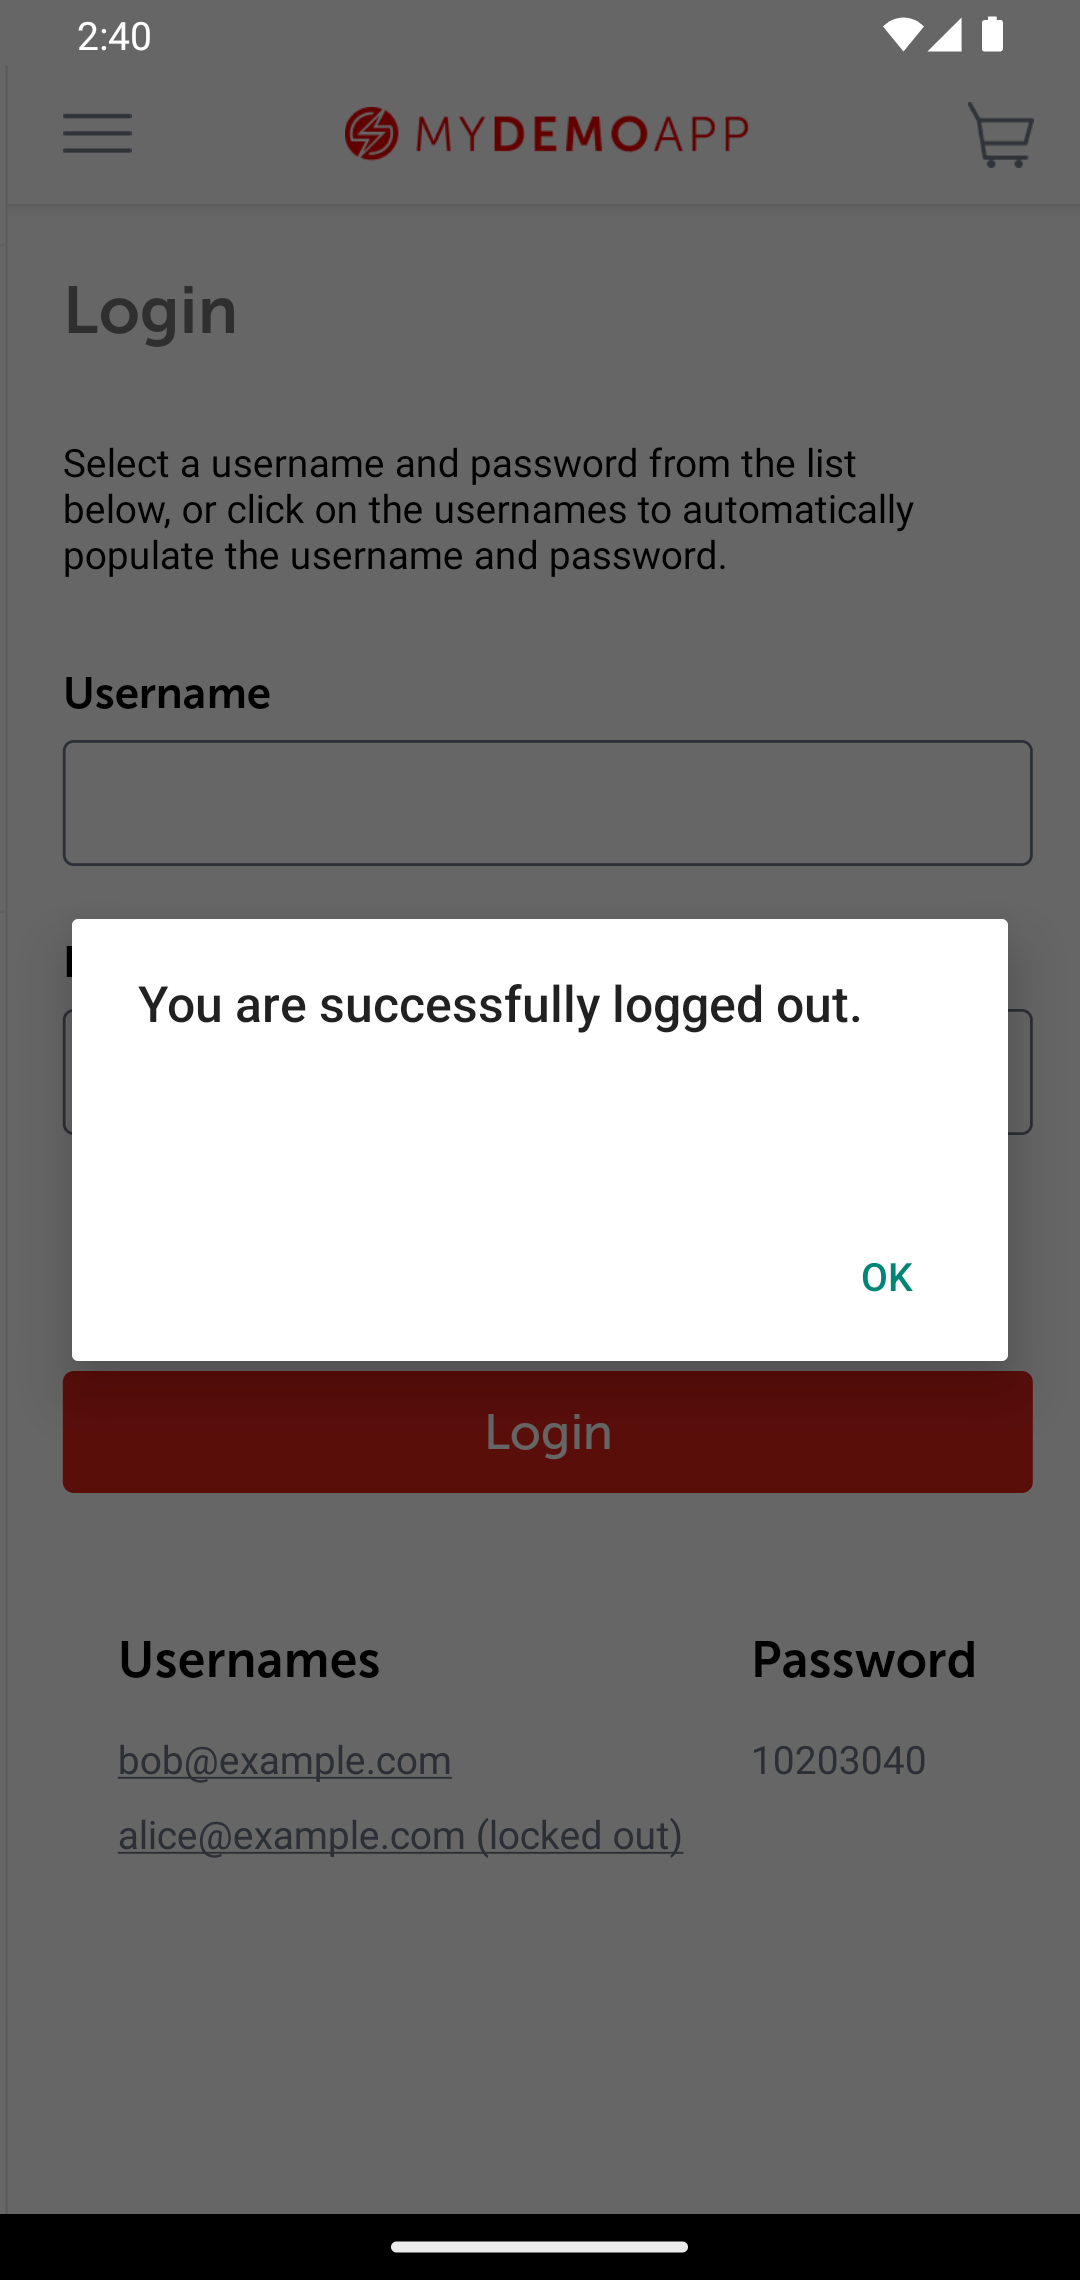 2:40
MYDEMOAPP
Login
Select a username and password from the list
below, or click on the usernames to automatically
populate the username and password.
Username
You are successfully logged out.
OK
Login
Usernames
Password
bob@example.com
10203040
alice@example.com (locked out)